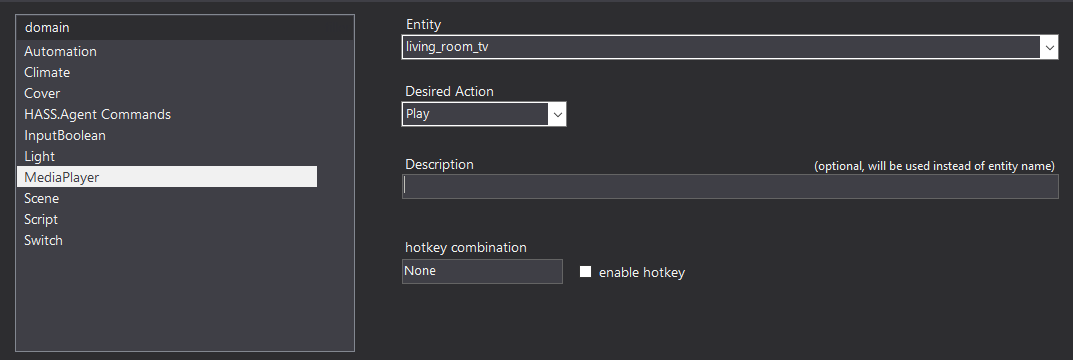 domain
Automation
Climate
Cover
HASS.Agent Commands
InputBoolean
Light
MediaPlayer
Scene
Script
Switch
Entity
living_room_tv
Desired Action
Play
Description
(optional, will be used instead of entity name)
hotkey combination
None
enable hotkey